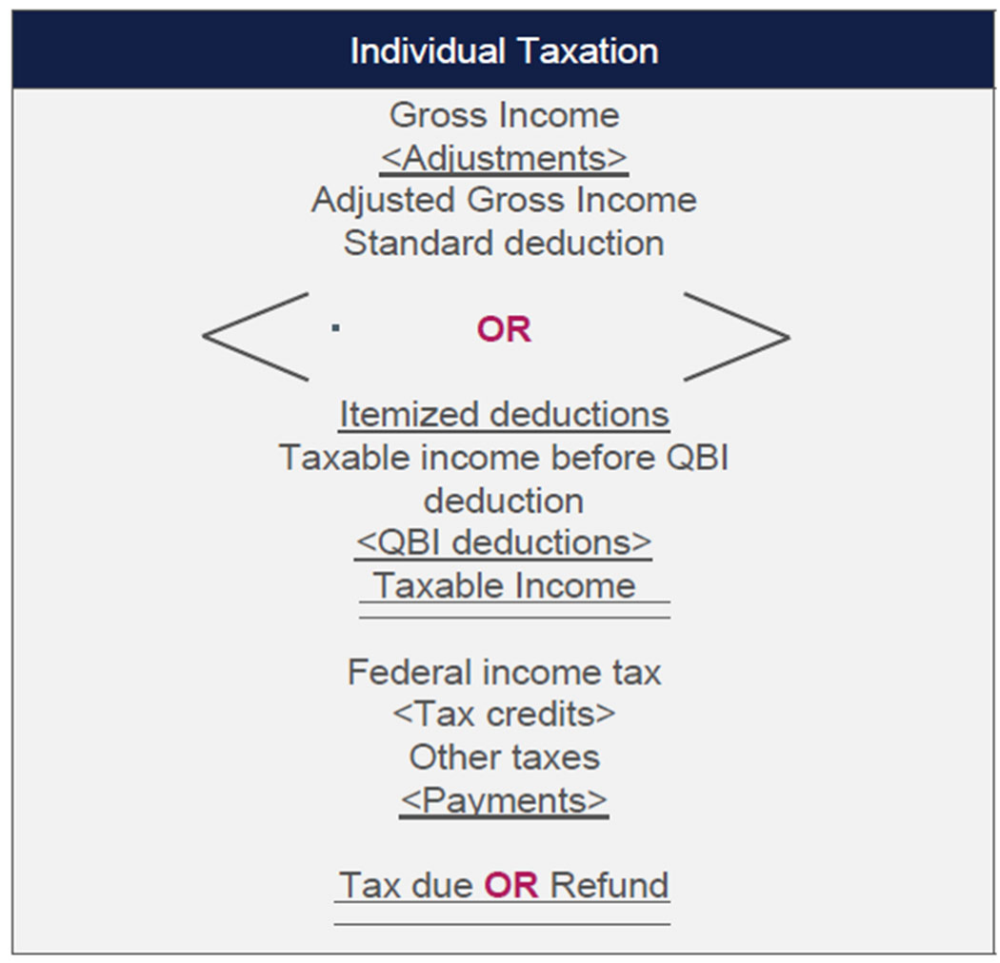 Individual Taxation
Gross Income
<Adjustments>
Adjusted Gross Income
Standard deduction
OR
Itemized deductions
Taxable income before QBI
deduction
<QBI deductions>
Taxable Income
Federal income tax
<Tax credits>
Other taxes
<Payments>
Tax due OR Refund